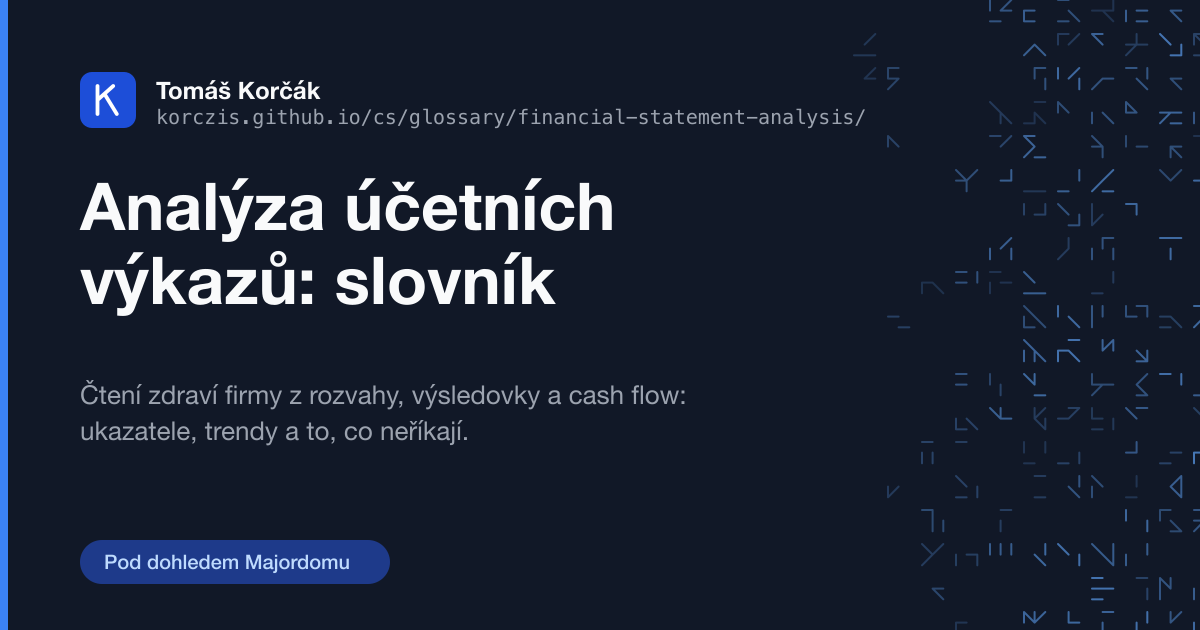 K
Tomáš Korčák
korczis.github.io/cs/glossary/financial-statement-analysis/
Analýza účetních
výkazů: slovník
Čtení zdraví firmy z rozvahy, výsledovky a cash flow:
ukazatele, trendy a to, co neříkají.
Pod dohledem Majordomu